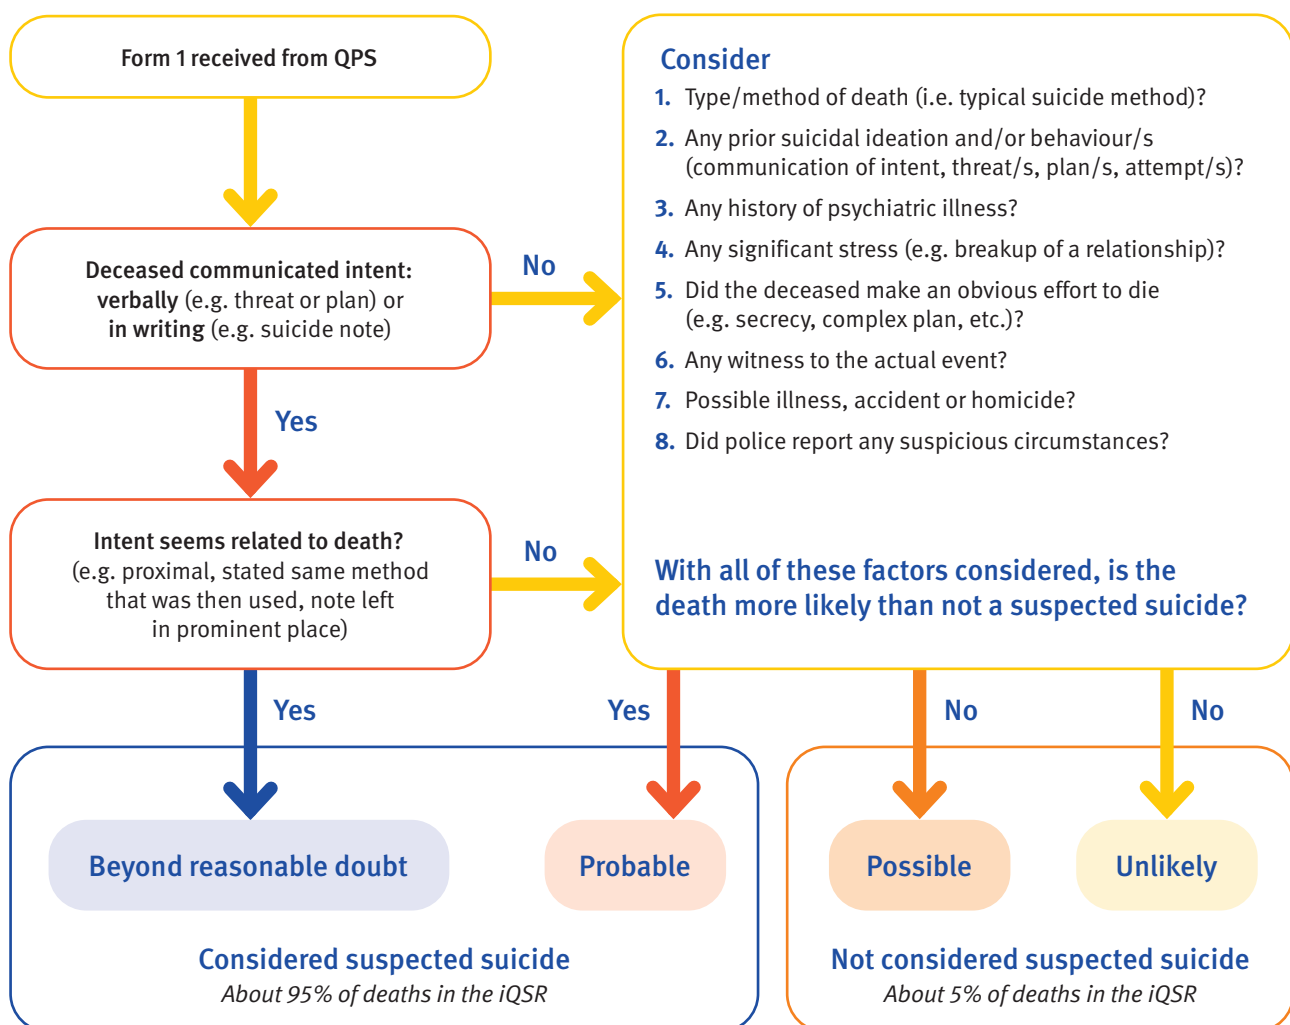 Form 1 received from QPS
Deceased communicated intent:
verbally (e.g. threat or plan) or
in writing (e.g. suicide note)
No
Yes
Intent seems related to death?
(e.g. proximal, stated same method
that was then used, note left
in prominent place)
No
Consider
1. Type/method of death (i.e. typical suicide method)?
2. Any prior suicidal ideation and/or behaviour/s
(communication of intent, threat/s, plan/s, attempt/s)?
3. Any history of psychiatric illness?
4. Any significant stress (e.g. breakup of a relationship)?
5. Did the deceased make an obvious effort to die
(e.g. secrecy, complex plan, etc.)?
6. Any witness to the actual event?
7. Possible illness, accident or homicide?
8. Did police report any suspicious circumstances?
With all of these factors considered, is the
death more likely than not a suspected suicide?
Yes
Yes
No
No
Beyond reasonable doubt
Probable
Considered suspected suicide
About 95% of deaths in the iQSR
Possible
Unlikely
Not considered suspected suicide
About 5% of deaths in the iQSR